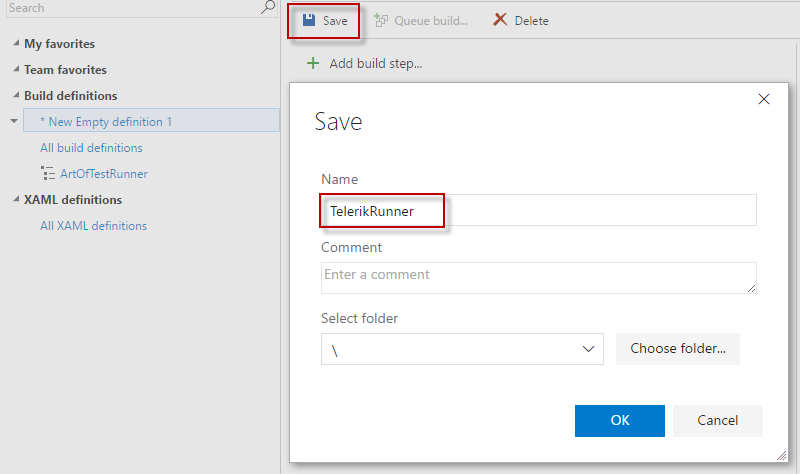 Search
My favorites
Team favorites
Build definitions
* New Empty definition 1
All build definitions
ArtOfTestRunner
XAML definitions
All XAML definitions
Save
Queue build...
Delete
Add build step...
Save
Name
TelerikRunner
Comment
Enter a comment
Select folder
\
Choose folder...
OK
Cancel